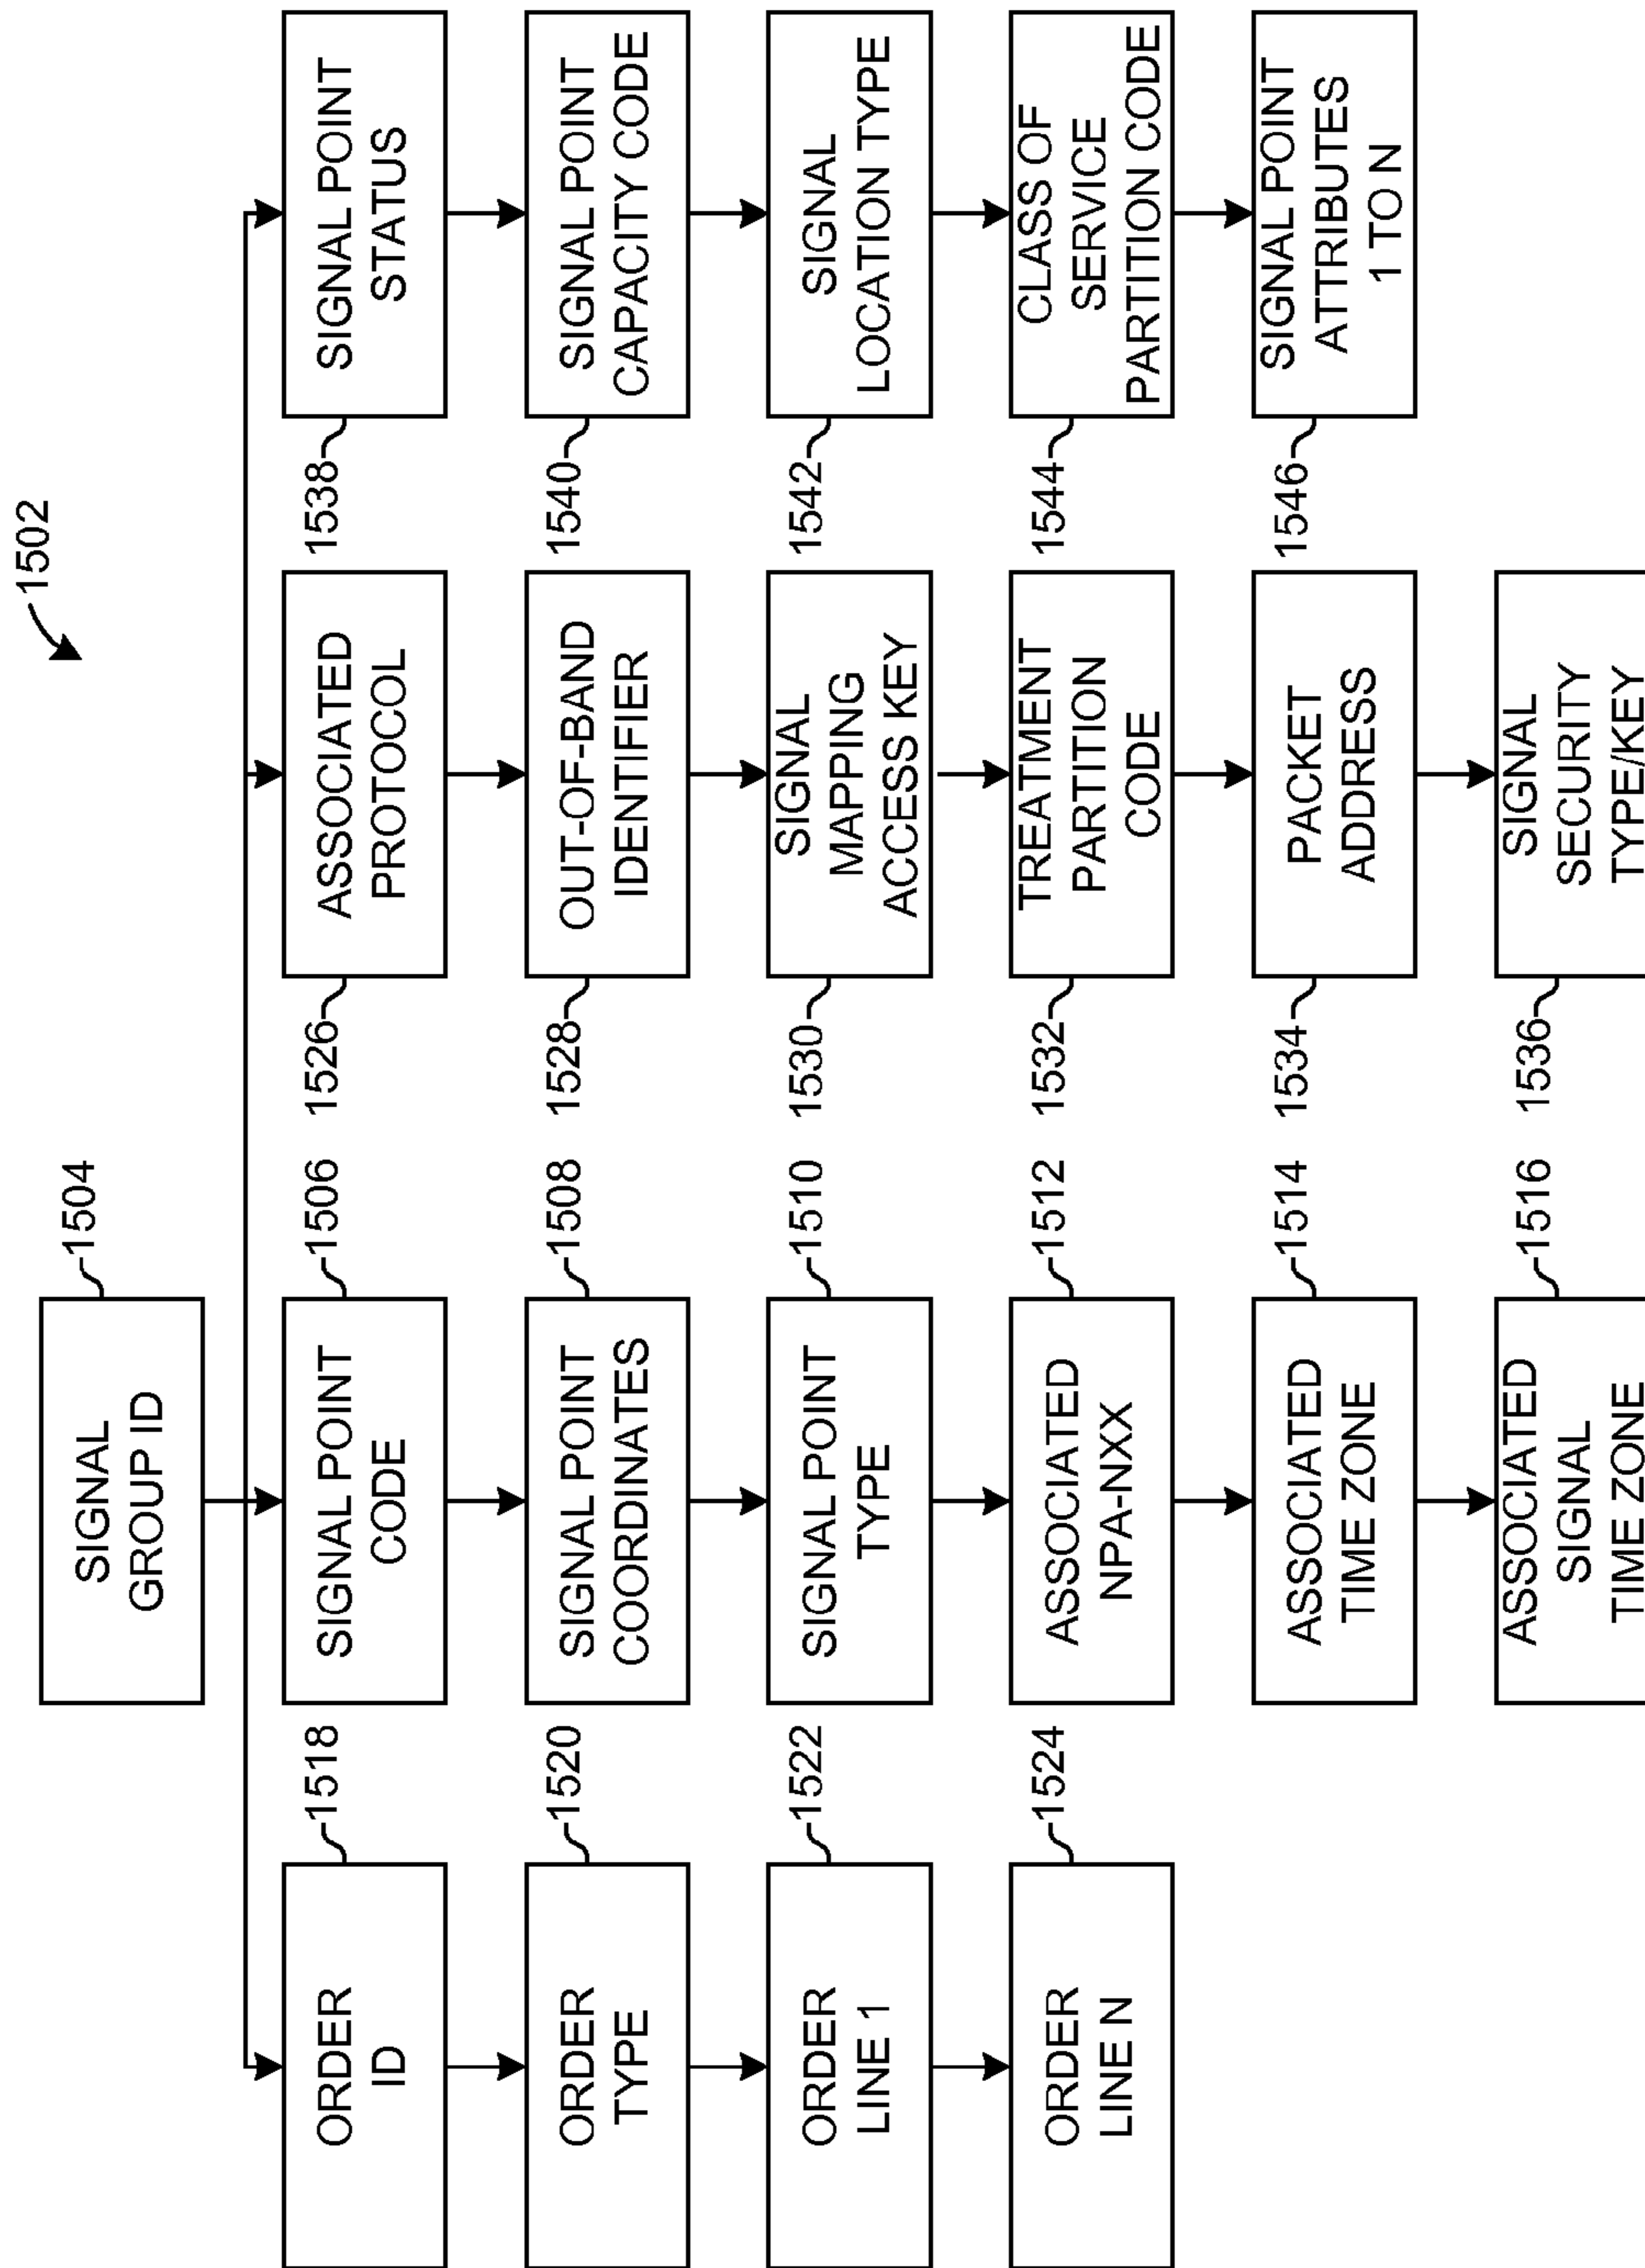 1502
SIGNAL
GROUP ID
1504
ORDER
ID
1518
ORDER
TYPE
1520
ORDER
LINE 1
1522
ORDER
LINE N
1524
SIGNAL POINT
CODE
1506
SIGNAL POINT
COORDINATES
1508
SIGNAL POINT
TYPE
1510
ASSOCIATED
NPA-NXX
1512
ASSOCIATED
TIME ZONE
1514
ASSOCIATED
SIGNAL
TIME ZONE
1516
1526
ASSOCIATED
PROTOCOL
1528
OUT-OF-BAND
IDENTIFIER
1530
SIGNAL
MAPPING
ACCESS KEY
1532
TREATMENT
PARTITION
CODE
1534
PACKET
ADDRESS
1536
SIGNAL
SECURITY
TYPE/KEY
1538
SIGNAL POINT
STATUS
1540
SIGNAL POINT
CAPACITY CODE
1542
SIGNAL
LOCATION TYPE
1544
CLASS OF
SERVICE
PARTITION CODE
1546
SIGNAL POINT
ATTRIBUTES
1 TO N